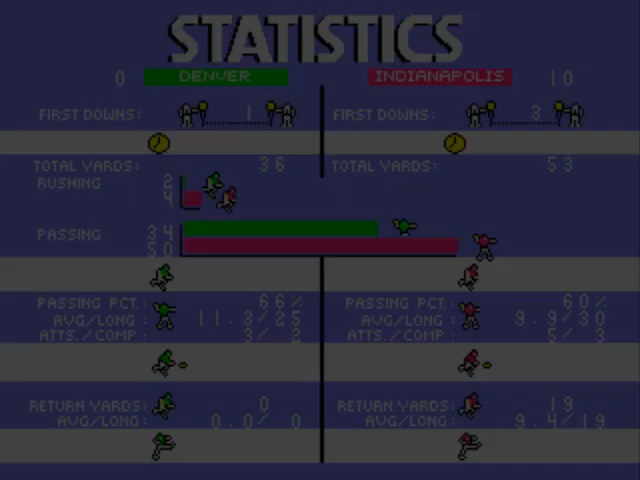 STATISTICS
0 DENVER INDIANAPOLIS 10
FIRST DOWNS: 1 FIRST DOWNS: 3
TOTAL YARDS: 36 TOTAL YARDS: 53
RUSHING 2
4
PASSING 34
50
PASSING PCT.: 66% PASSING PCT.: 60%
AVG/LONG : 11.3/25 AVG/LONG : 9.9/30
ATTS./COMP : 3/ 2 ATTS./COMP : 5/ 3
RETURN YARDS: 0 RETURN YARDS: 19
AVG/LONG: 0.0/ 0 AVG/LONG: 9.4/19